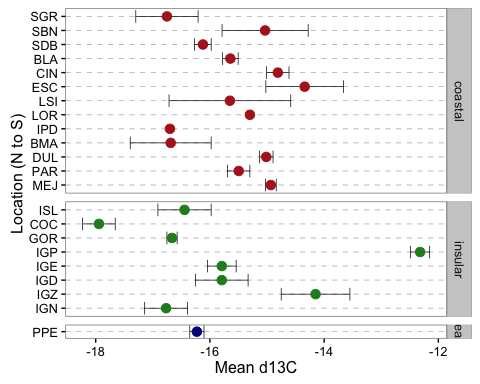 Location (N to S)
SGR
SBN
SDB
BLA
CIN
ESC
LSI
LOR
IPD
BMA
DUL
PAR
MEJ
coastal
ISL
COC
GOR
IGP
IGE
IGD
IGZ
IGN
insular
PPE
ea
-18 -16 -14 -12
Mean d13C